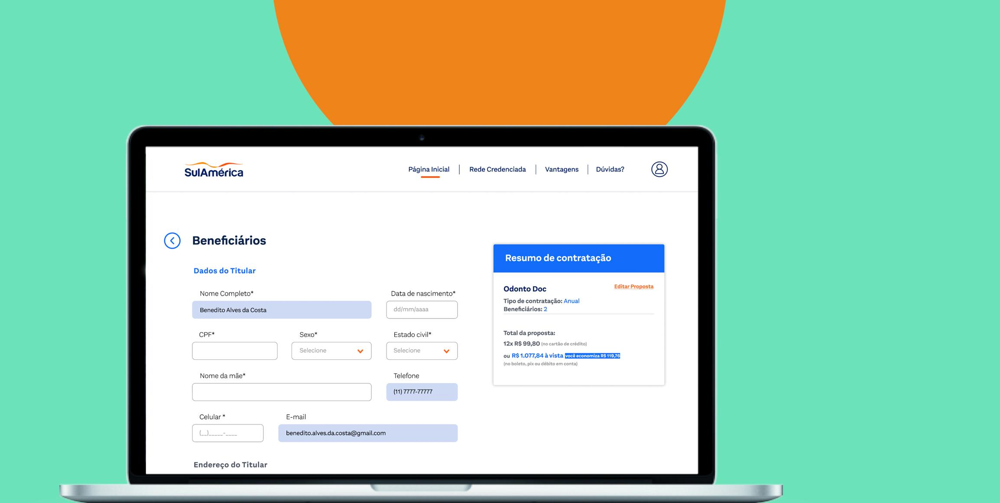 SulAmérica
Página Inicial
Rede Credenciada
Vantagens
Dúvidas?
Beneficiários
Dados do Titular
Nome Completo*
Data de nascimento*
Benedito Alves da Costa
dd/mm/aaaa
CPF*
Sexo*
Estado civil*
Selecione
Selecione
Nome da mãe*
Telefone
(11) 7777-77777
Celular *
E-mail
(__)_____-____
benedito.alves.da.costa@gmail.com
Endereço do Titular
Resumo de contratação
Odonto Doc
Editar Proposta
Tipo de contratação: Anual
Beneficiários: 2
Total da proposta:
12x R$ 99,80 (no cartão de crédito)
ou R$ 1.077,84 à vista você economiza R$ 119,76
(no boleto, pix ou débito em conta)